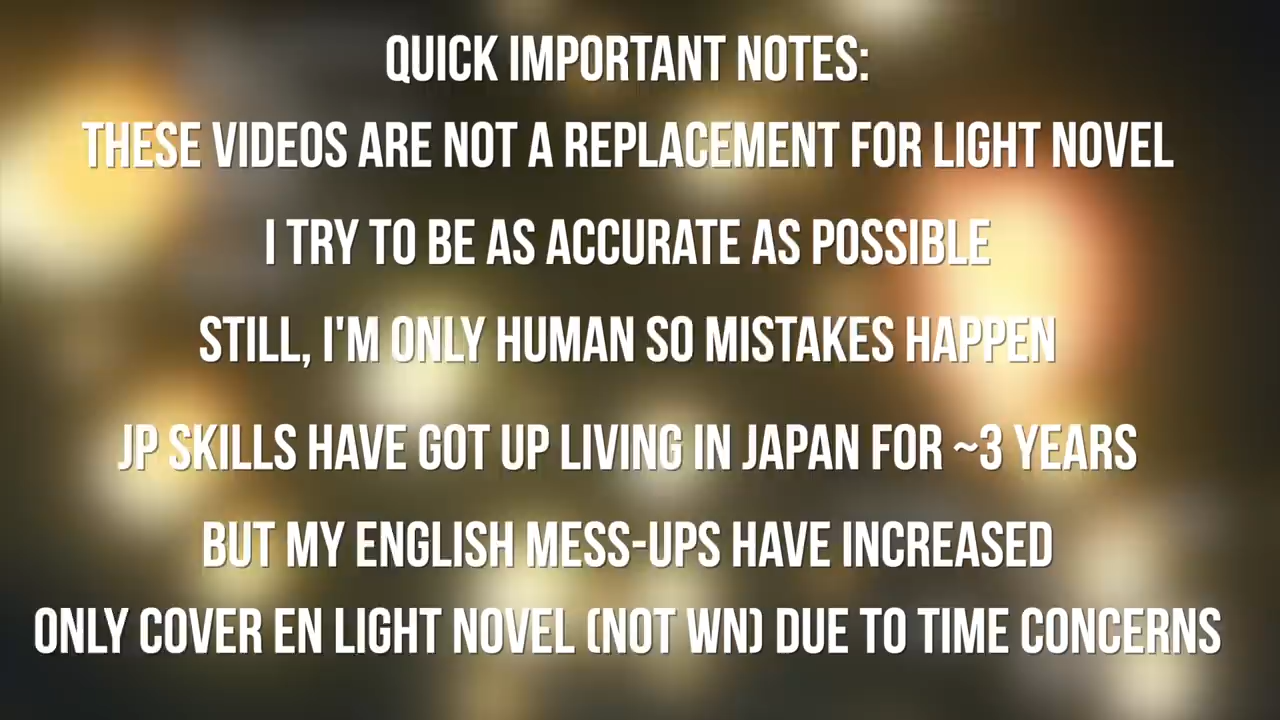 QUICK IMPORTANT NOTES:
THESE VIDEOS ARE NOT A REPLACEMENT FOR LIGHT NOVEL
I TRY TO BE AS ACCURATE AS POSSIBLE
STILL, I'M ONLY HUMAN SO MISTAKES HAPPEN
JP SKILLS HAVE GOT UP LIVING IN JAPAN FOR ~3 YEARS
BUT MY ENGLISH MESS-UPS HAVE INCREASED
ONLY COVER EN LIGHT NOVEL (NOT WN) DUE TO TIME CONCERNS